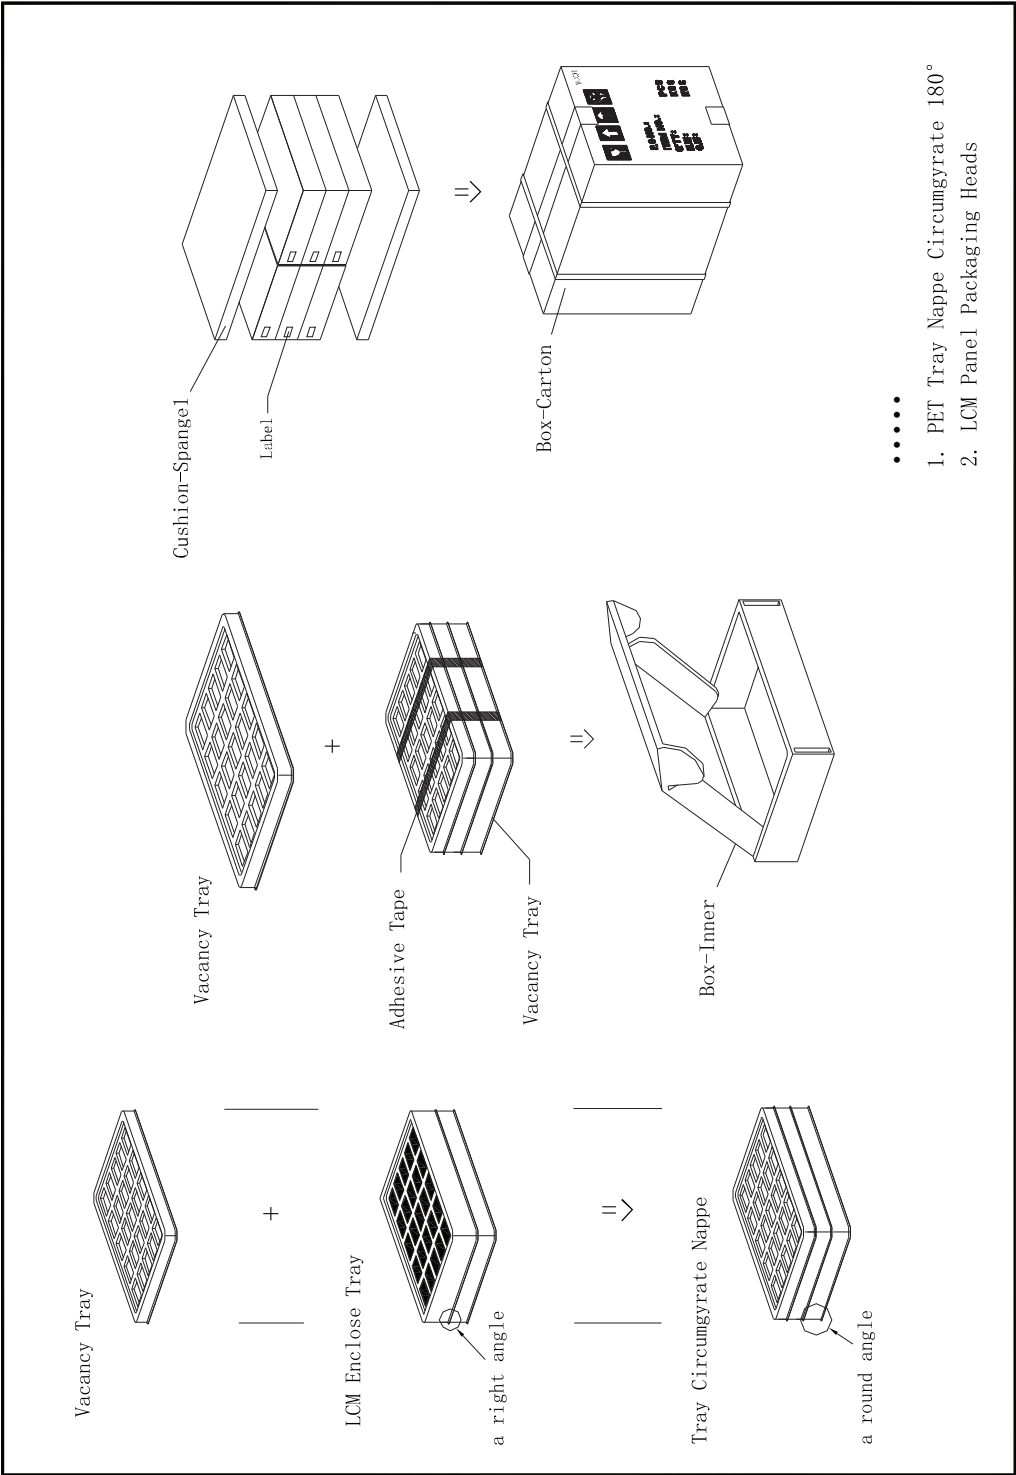 Vacancy Tray
+
LCM Enclose Tray
a right angle
Tray Circumgyrate Nappe
a round angle
Vacancy Tray
+
Adhesive Tape
Vacancy Tray
Box-Inner
Cushion-Spangel
Label
Box-Carton
1. PET Tray Nappe Circumgyrate 180°
2. LCM Panel Packaging Heads